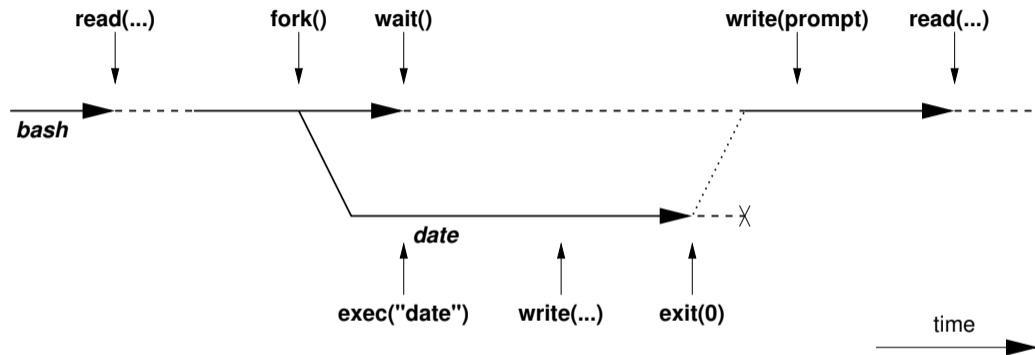 read(...) fork() wait() write(prompt) read(...)
bash
date
exec("date") write(...) exit(0)
time